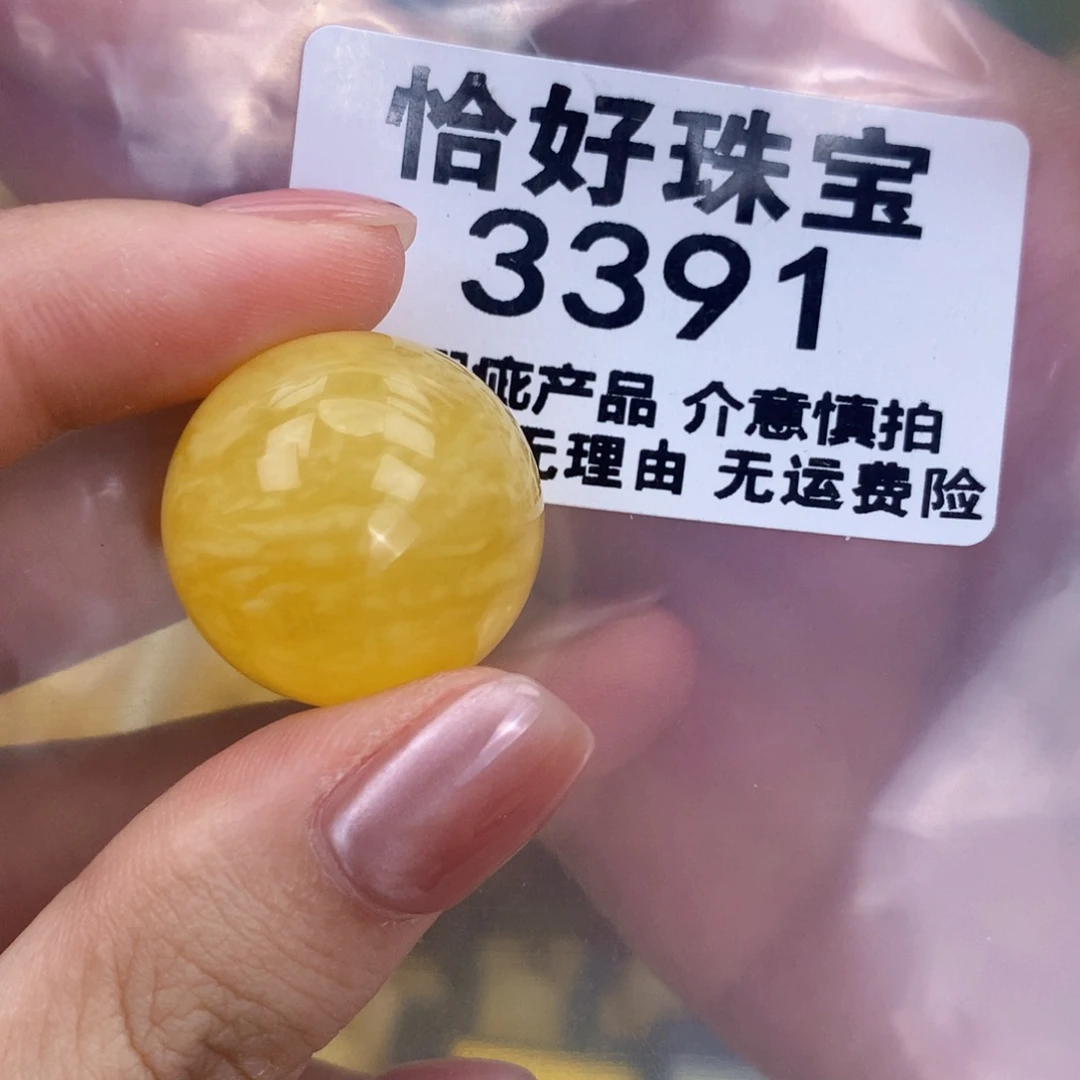 恰好珠宝
3391
疵产品 介意慎拍
无理由 无运费险